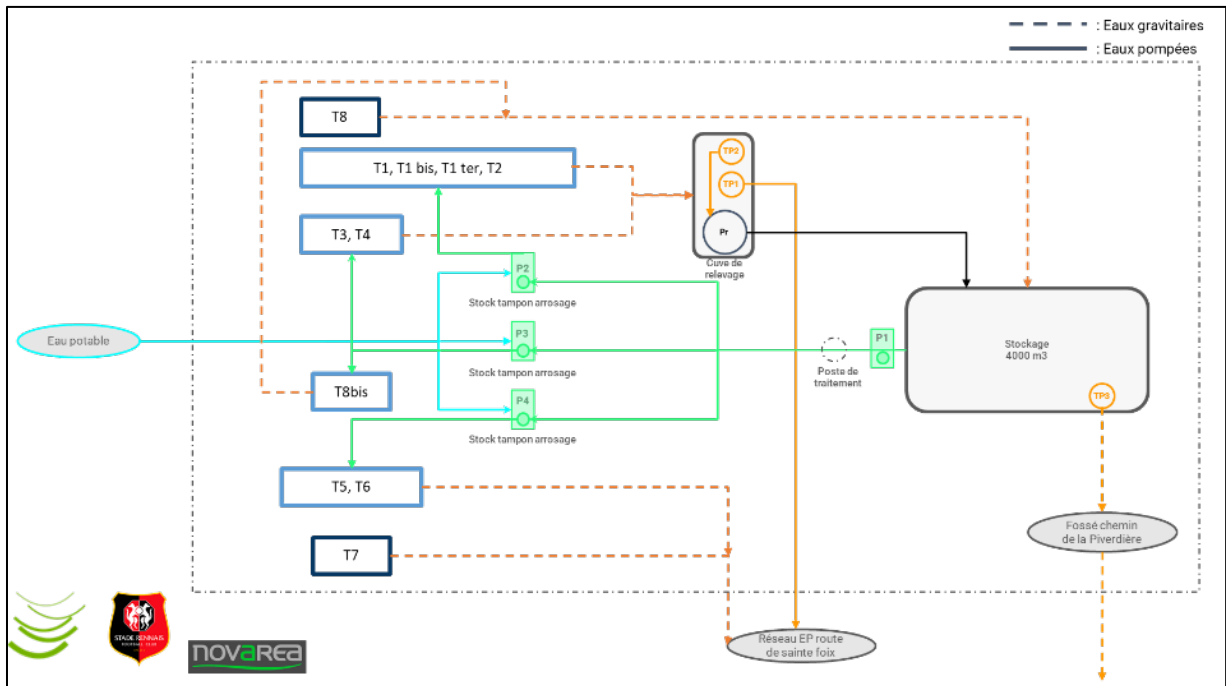 : Eaux gravitaires
: Eaux pompées
T8
T1, T1 bis, T1 ter, T2
T3, T4
TP2
TP1
Pr
Cuve de
relevage
P2
Stock tampon arrosage
Eau potable
P3
Stock tampon arrosage
P1
Poste de
traitement
Stockage
4000 m3
TP3
T8bis
P4
Stock tampon arrosage
T5, T6
T7
Fossé chemin
de la Piverdière
Réseau EP route
de sainte foix
STADE RENNAIS
novarea